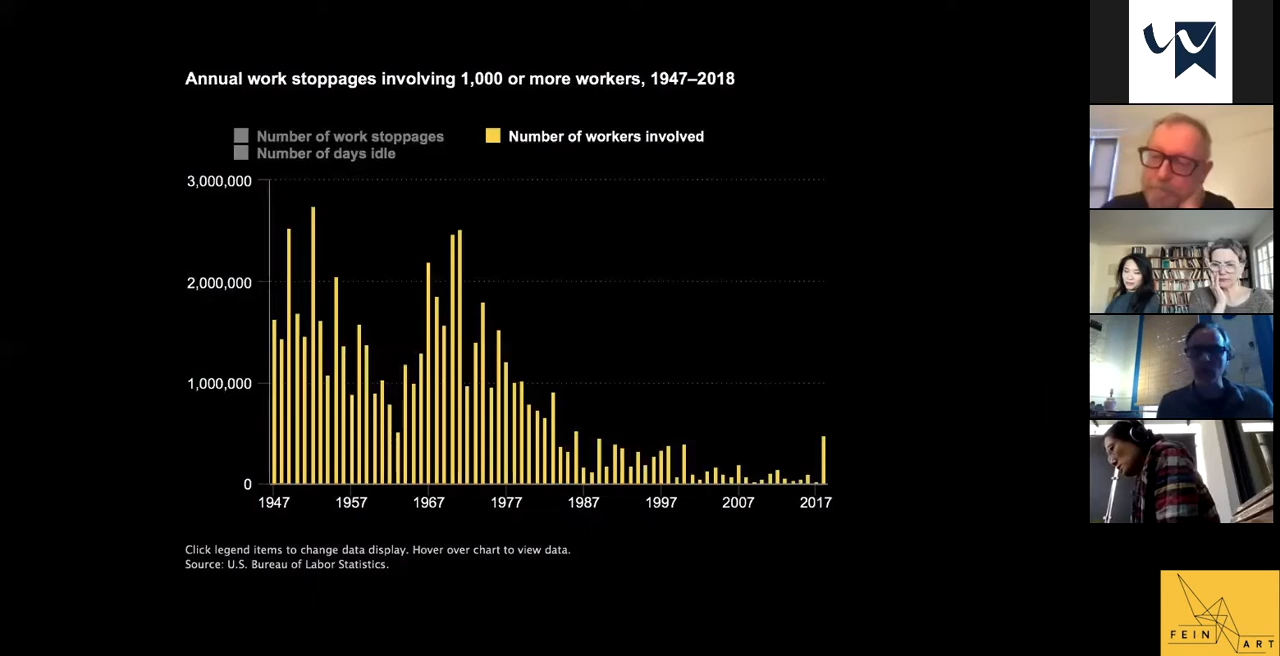 Annual work stoppages involving 1,000 or more workers, 1947–2018
Number of work stoppages
Number of workers involved
Number of days idle
3,000,000
2,000,000
1,000,000
0
1947 1957 1967 1977 1987 1997 2007 2017
Click legend items to change data display. Hover over chart to view data.
Source: U.S. Bureau of Labor Statistics.
FEIN
ART